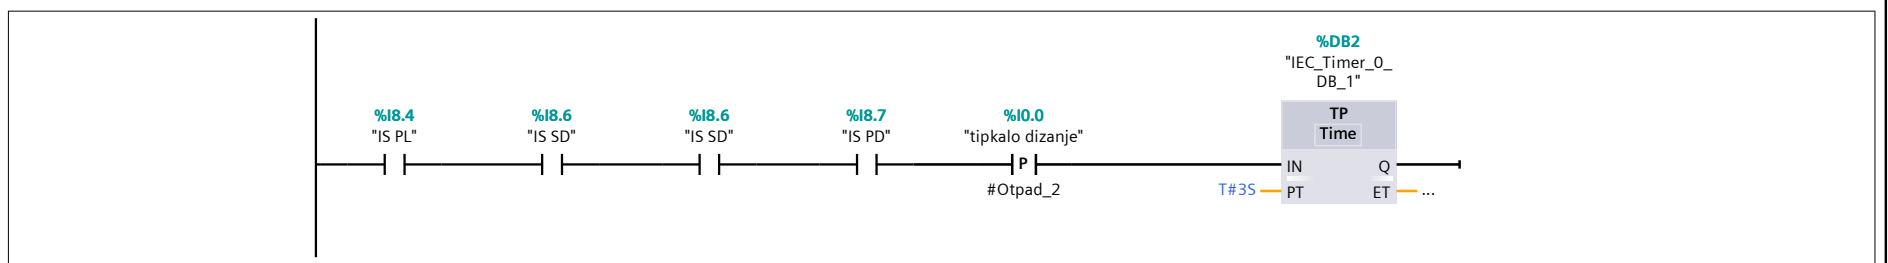 %DB2
"IEC_Timer_0_
DB_1"
%I8.4
"IS PL"
%I8.6
"IS SD"
%I8.6
"IS SD"
%I8.7
"IS PD"
%I0.0
"tipkalo dizanje"
P
#Otpad_2
TP
Time
IN
Q
T#3S
PT
ET
...